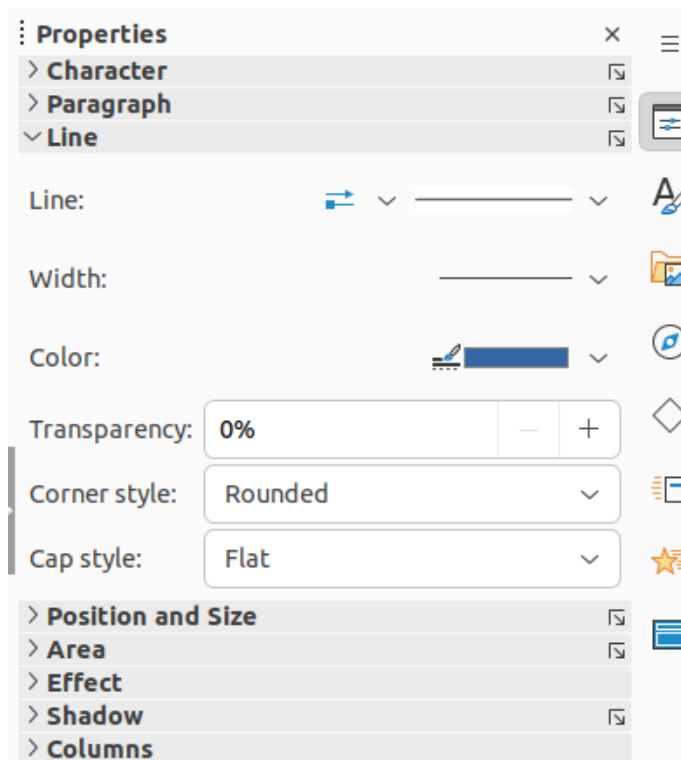 Properties
Character
Paragraph
Line
Line:
Width:
Color:
Transparency: 0%
Corner style: Rounded
Cap style: Flat
Position and Size
Area
Effect
Shadow
Columns